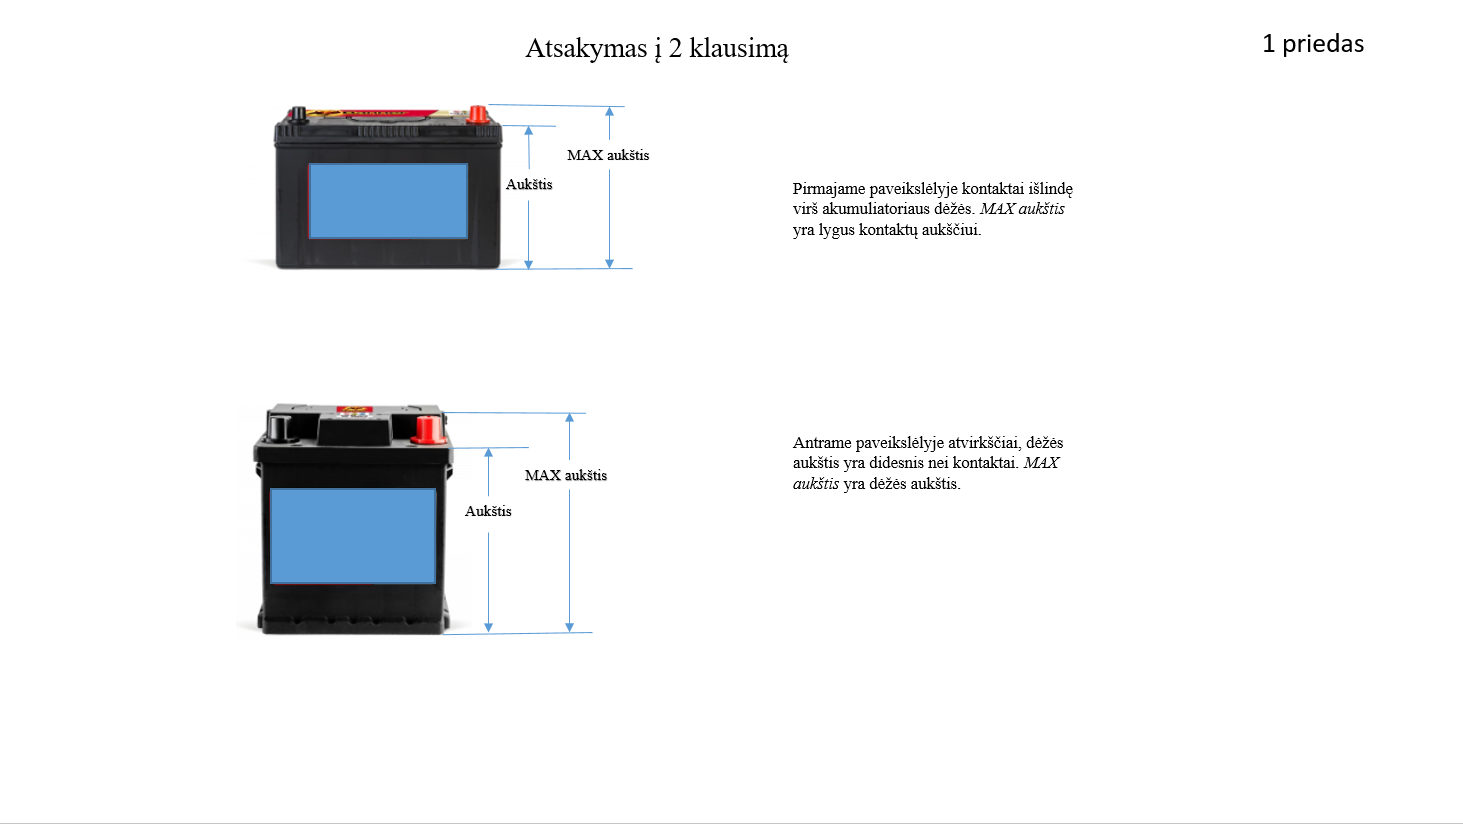 Atsakymas į 2 klausimą
1 priedas
MAX aukštis
Aukštis
Pirmajame paveikslėlyje kontaktai išlindę
virš akumuliatoriaus dėžės. MAX aukštis
yra lygus kontaktų aukščiui.
MAX aukštis
Aukštis
Antrame paveikslėlyje atvirkščiai, dėžės
aukštis yra didesnis nei kontaktai. MAX
aukštis yra dėžės aukštis.